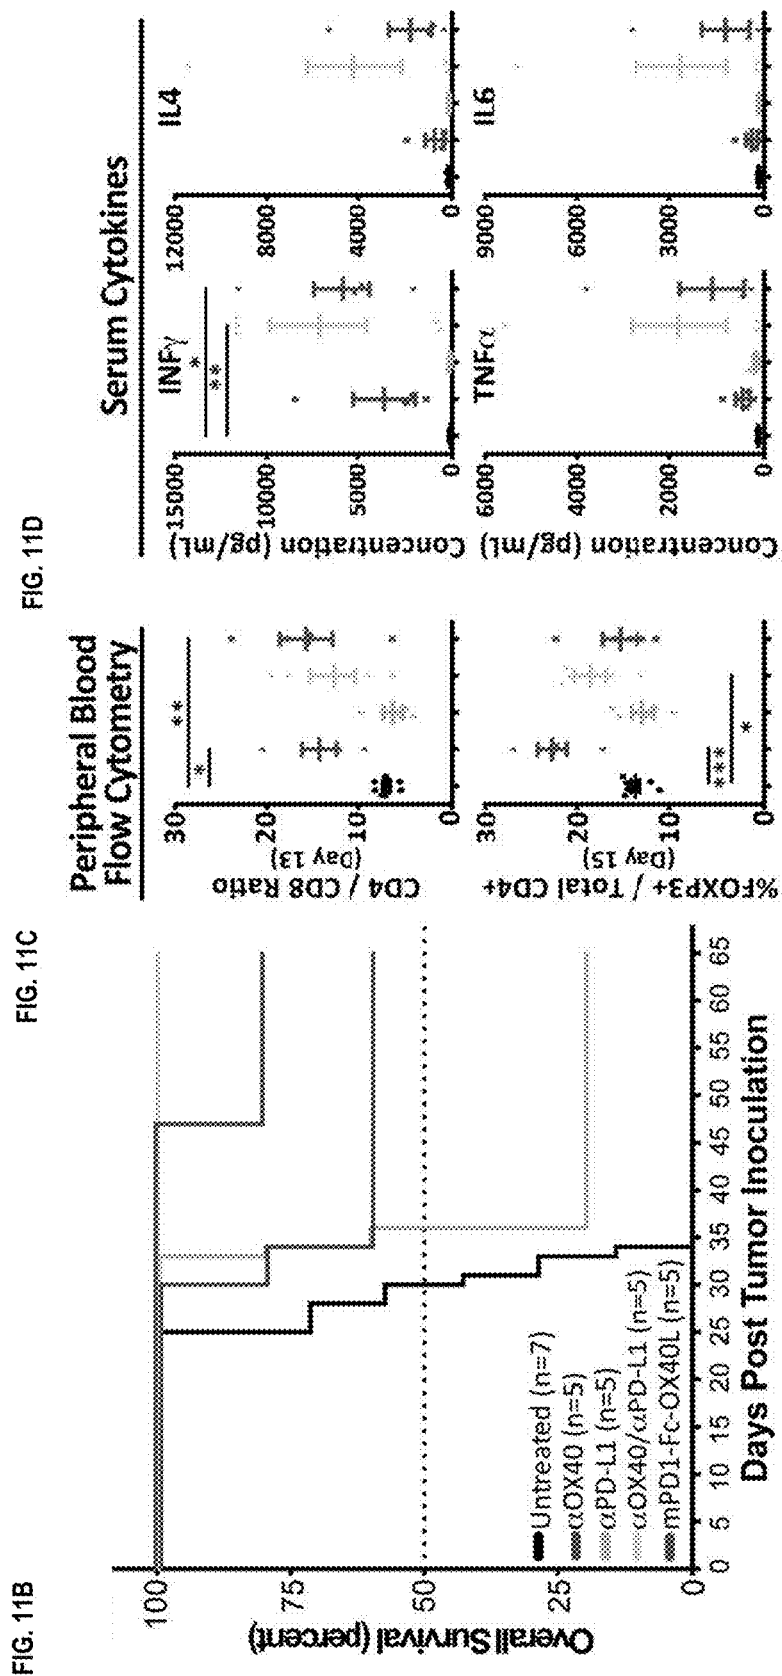 FIG. 11B
Overall Survival (percent)
100
75
50
25
0
0 5 10 15 20 25 30 35 40 45 50 55 60 65
Days Post Tumor Inoculation
Untreated (n=7)
αOX40 (n=5)
αPD-L1 (n=5)
αOX40/αPD-L1 (n=5)
mPD1-Fc-OX40L (n=5)
FIG. 11C
Peripheral Blood
Flow Cytometry
CD4 / CD8 Ratio
(Day 13)
30
20
10
0
**
*
%FOXP3+ / Total CD4+
(Day 15)
30
20
10
0
***
*
FIG. 11D
Serum Cytokines
Concentration (pg/mL)
15000
10000
5000
0
INFγ
*
**
12000
8000
4000
0
IL4
Concentration (pg/mL)
6000
4000
2000
0
TNFα
9000
6000
3000
0
IL6